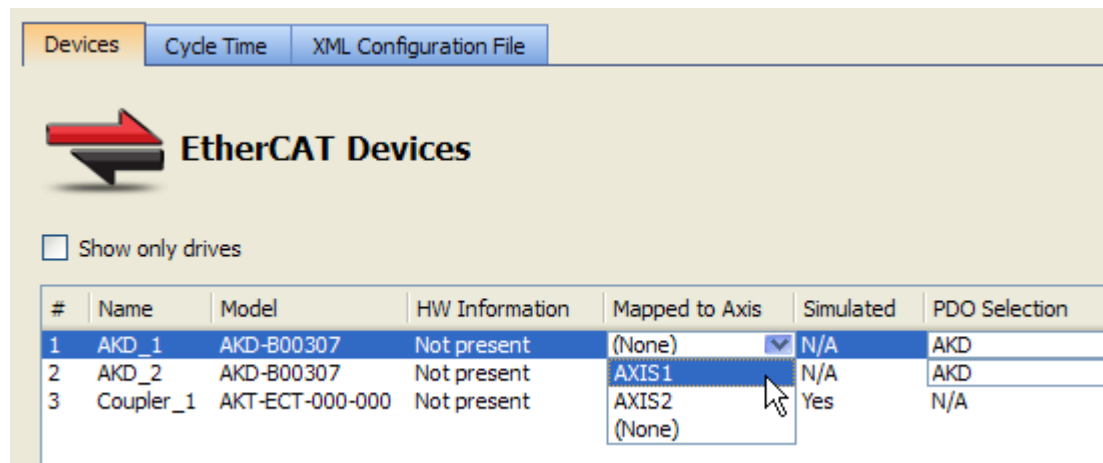 Devices Cycle Time XML Configuration File
EtherCAT Devices
Show only drives
# Name Model HW Information Mapped to Axis Simulated PDO Selection
1 AKD_1 AKD-B00307 Not present (None) N/A AKD
2 AKD_2 AKD-B00307 Not present AXIS1 N/A AKD
3 Coupler_1 AKT-ECT-000-000 Not present AXIS2 Yes N/A
(None)